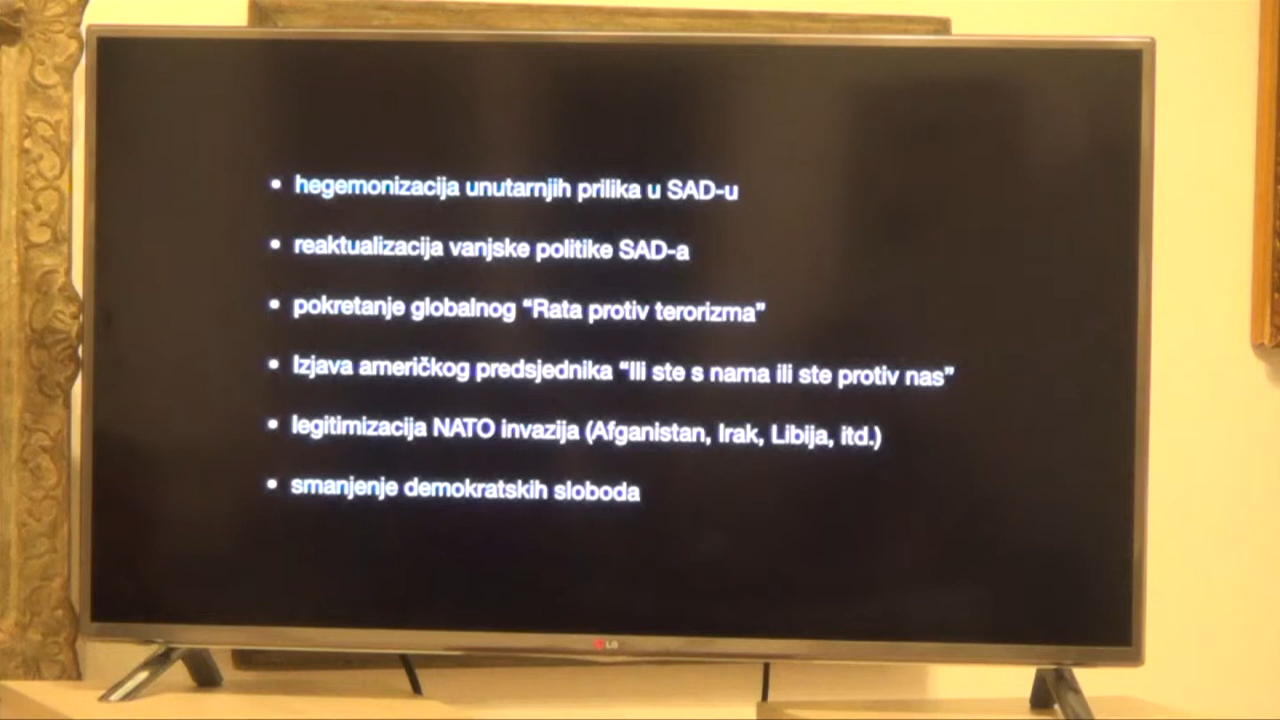 • hegemonizacija unutarnjih prilika u SAD-u
• reaktualizacija vanjske politike SAD-a
• pokretanje globalnog “Rata protiv terorizma”
• Izjava američkog predsjednika “Ili ste s nama ili ste protiv nas”
• legitimizacija NATO invazija (Afganistan, Irak, Libija, itd.)
• smanjenje demokratskih sloboda
LG